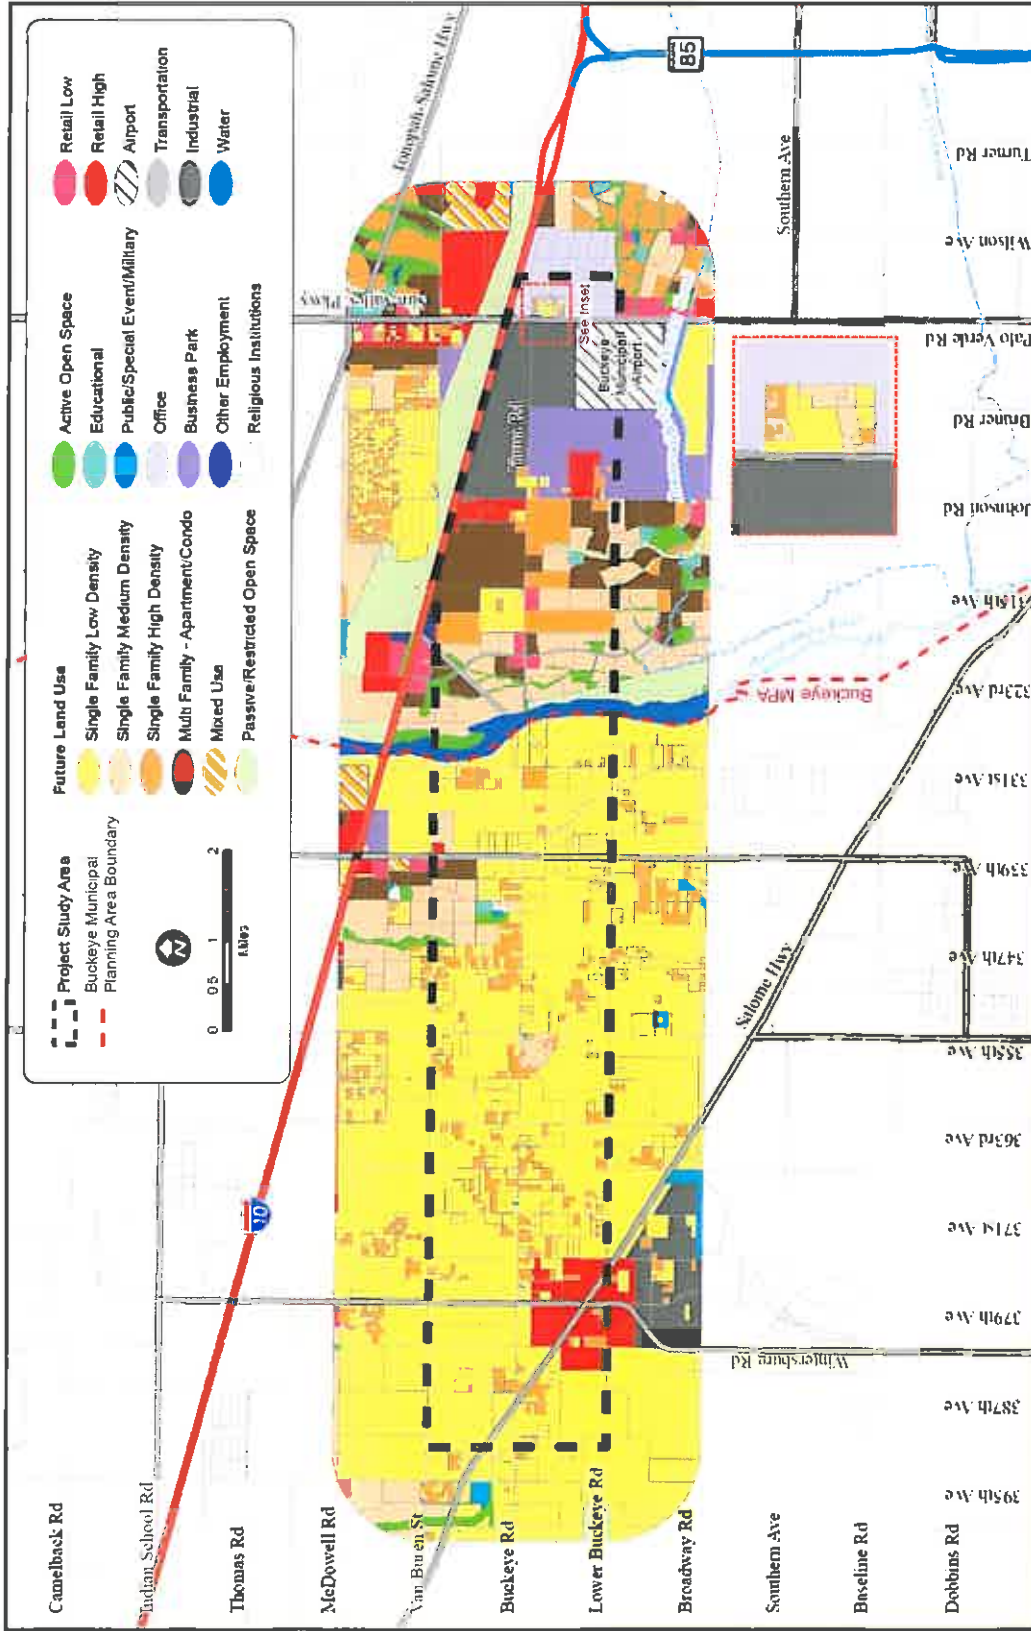 Future Land Use
Project Study Area
Buckeye Municipal
Planning Area Boundary
0 0.5 1 2
Miles
N
Single Family Low Density
Single Family Medium Density
Single Family High Density
Multi Family - Apartment/Condo
Mixed Use
Passive/Restricted Open Space
Active Open Space
Educational
Public/Special Event/Military
Office
Business Park
Other Employment
Religious Institutions
Retail Low
Retail High
Airport
Transportation
Industrial
Water
Camelback Rd
Indian School Rd
Thomas Rd
McDowell Rd
Van Buren St
Buckeye Rd
Lower Buckeye Rd
Broadway Rd
Southern Ave
Baseline Rd
Dobbins Rd
10
Tonopah-Salome Hwy
Sun Valley Pkwy
See Inset
Buckeye
Municipal
Airport
Yuma Rd
85
Southern Ave
Buckeye MPA
Salome Hwy
Wintersburg
Rd
395th Ave
387th Ave
379th Ave
371st Ave
363rd Ave
355th Ave
347th Ave
339th Ave
331st Ave
323rd Ave
315th Ave
Johnson Rd
Bruner Rd
Palo Verde Rd
Wilson Ave
Turner Rd